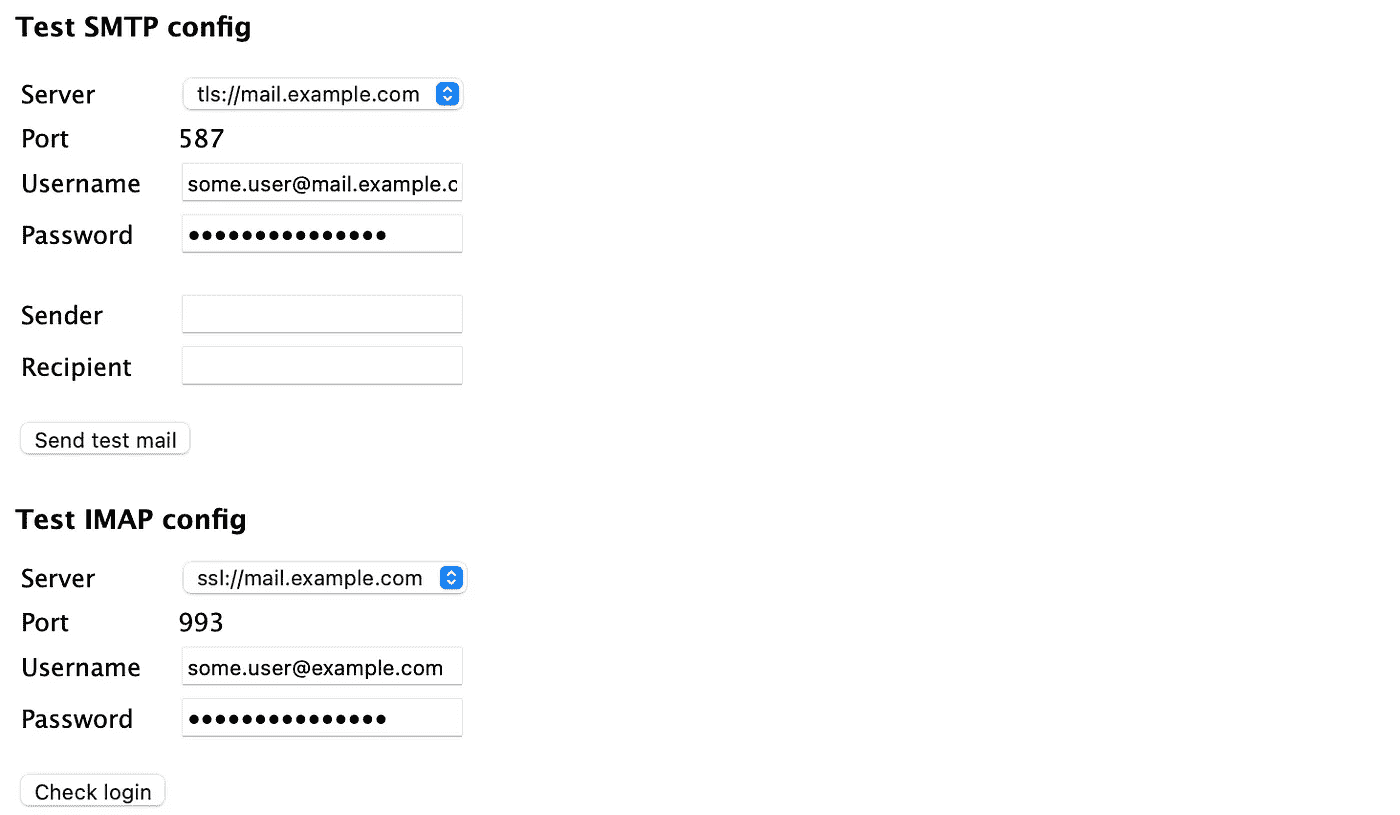 Test SMTP config
Server tls://mail.example.com
Port 587
Username some.user@mail.example.c
Password ●●●●●●●●●●●●●●●
Sender
Recipient
Send test mail
Test IMAP config
Server ssl://mail.example.com
Port 993
Username some.user@example.com
Password ●●●●●●●●●●●●●●●
Check login